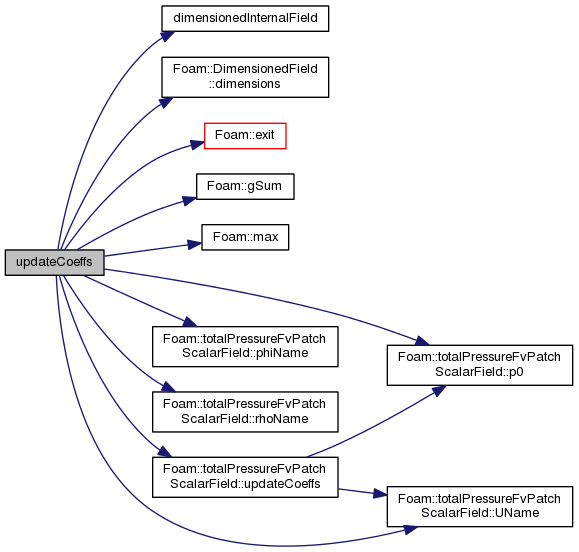 dimensionedInternalField
Foam::DimensionedField
::dimensions
Foam::exit
Foam::gSum
Foam::max
updateCoeffs
Foam::totalPressureFvPatch
ScalarField::phiName
Foam::totalPressureFvPatch
ScalarField::p0
Foam::totalPressureFvPatch
ScalarField::rhoName
Foam::totalPressureFvPatch
ScalarField::updateCoeffs
Foam::totalPressureFvPatch
ScalarField::UName